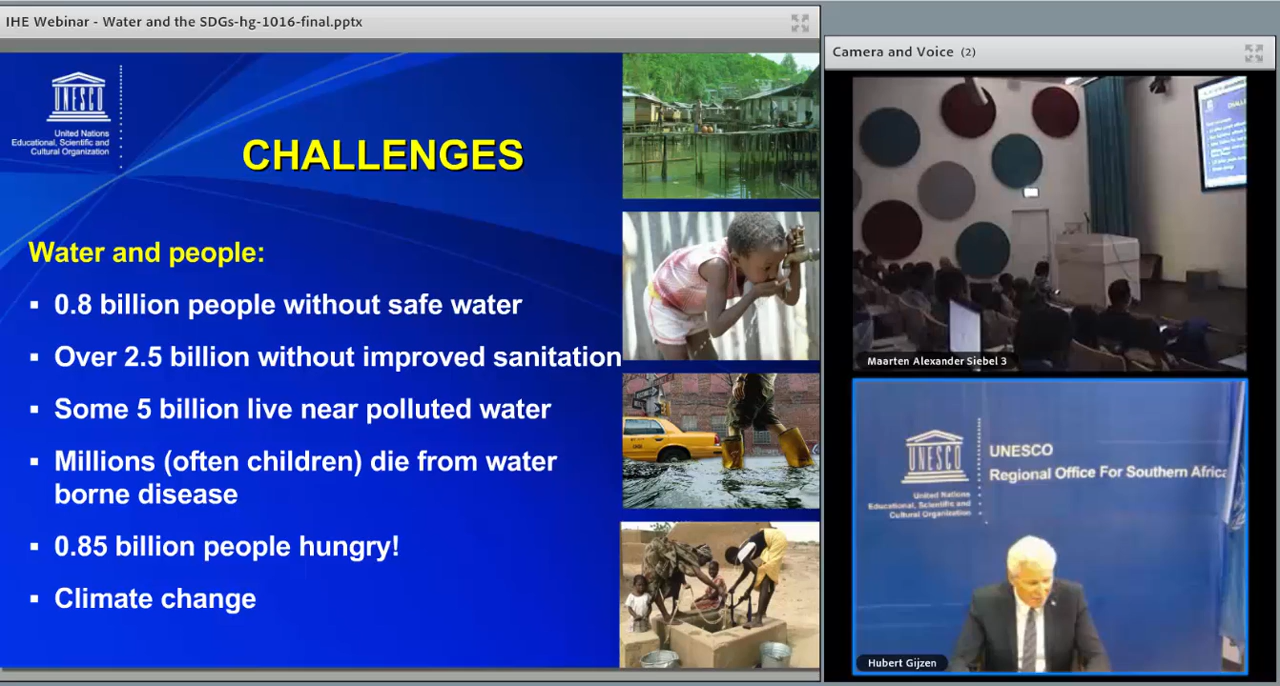 IHE Webinar - Water and the SDGs-hg-1016-final.pptx
UNESCO
United Nations
Educational, Scientific and
Cultural Organization
CHALLENGES
Water and people:
▪ 0.8 billion people without safe water
▪ Over 2.5 billion without improved sanitation
▪ Some 5 billion live near polluted water
▪ Millions (often children) die from water
borne disease
▪ 0.85 billion people hungry!
▪ Climate change
Camera and Voice (2)
Maarten Alexander Siebel 3
UNESCO
United Nations
Educational, Scientific and
Cultural Organization
UNESCO
Regional Office For Southern Africa
Hubert Gijzen